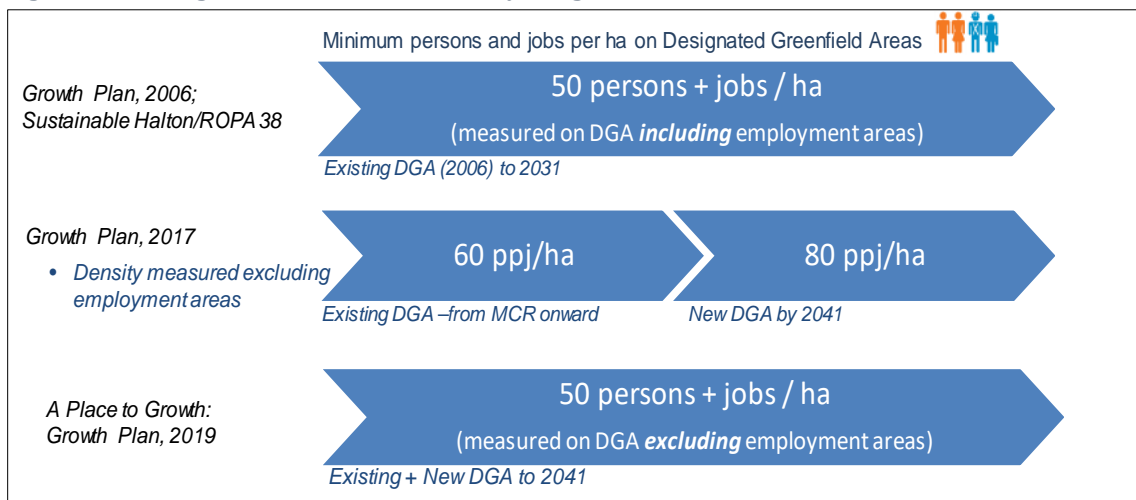 Minimum persons and jobs per ha on Designated Greenfield Areas
Growth Plan, 2006;
Sustainable Halton/ROPA 38
50 persons + jobs / ha
(measured on DGA including employment areas)
Existing DGA (2006) to 2031
Growth Plan, 2017
• Density measured excluding
employment areas
60 ppj/ha
80 ppj/ha
Existing DGA –from MCR onward
New DGA by 2041
A Place to Growth:
Growth Plan, 2019
50 persons + jobs / ha
(measured on DGA excluding employment areas)
Existing + New DGA to 2041